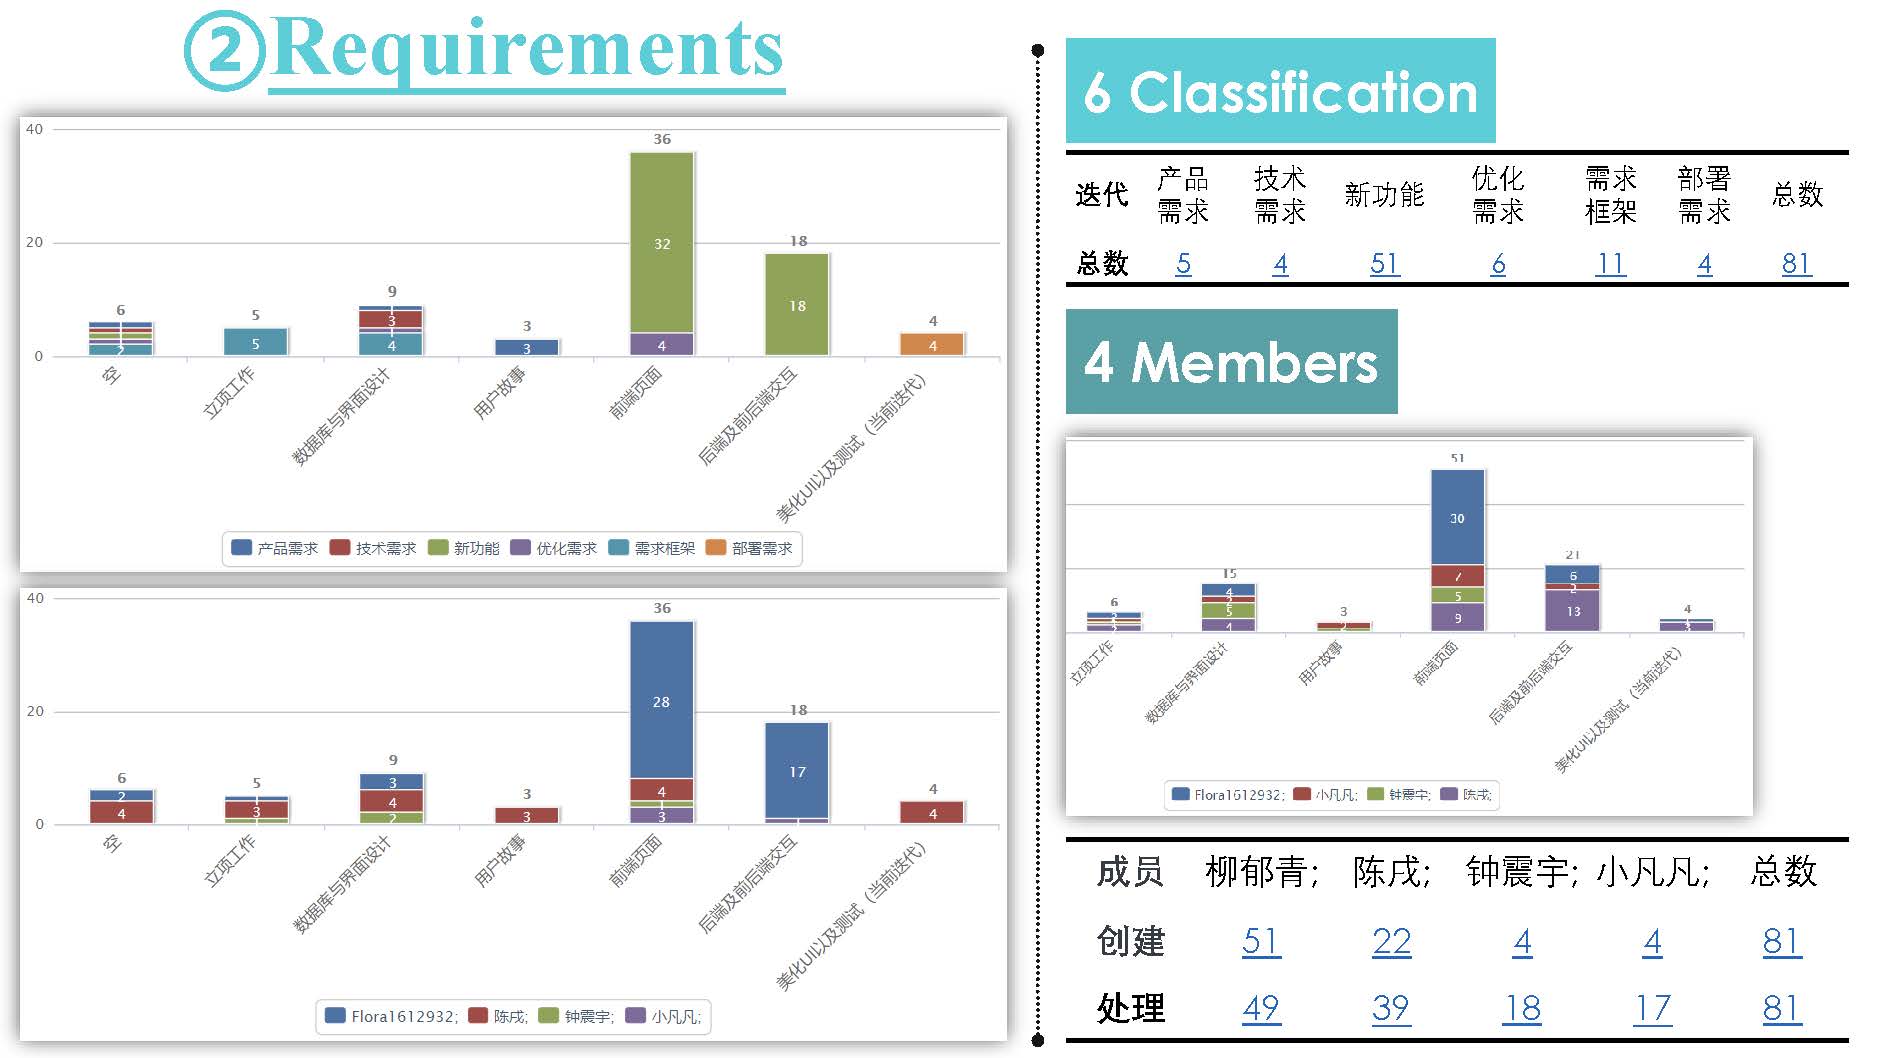 ②Requirements
40
20
0
6
5
9
3
36
18
4
1
1
1
1
2
5
1
3
1
4
3
32
4
18
4
空
立项工作
数据库与界面设计
用户故事
前端页面
后端及前后端交互
美化UI以及测试（当前迭代）
产品需求 技术需求 新功能 优化需求 需求框架 部署需求
40
20
0
6
5
9
3
36
18
4
2
4
1
3
1
3
4
2
3
28
4
1
3
17
1
4
空
立项工作
数据库与界面设计
用户故事
前端页面
后端及前后端交互
美化UI以及测试（当前迭代）
Flora1612932; 陈戌; 钟震宇; 小凡凡;
6 Classification
迭代 产品需求 技术需求 新功能 优化需求 需求框架 部署需求 总数
总数 5 4 51 6 11 4 81
4 Members
6
15
3
51
21
4
2
4
2
5
4
2
30
7
5
9
6
2
13
3
立项工作
数据库与界面设计
用户故事
前端页面
后端及前后端交互
美化UI以及测试（当前迭代）
Flora1612932; 小凡凡; 钟震宇; 陈戌;
成员 柳郁青; 陈戌; 钟震宇; 小凡凡; 总数
创建 51 22 4 4 81
处理 49 39 18 17 81